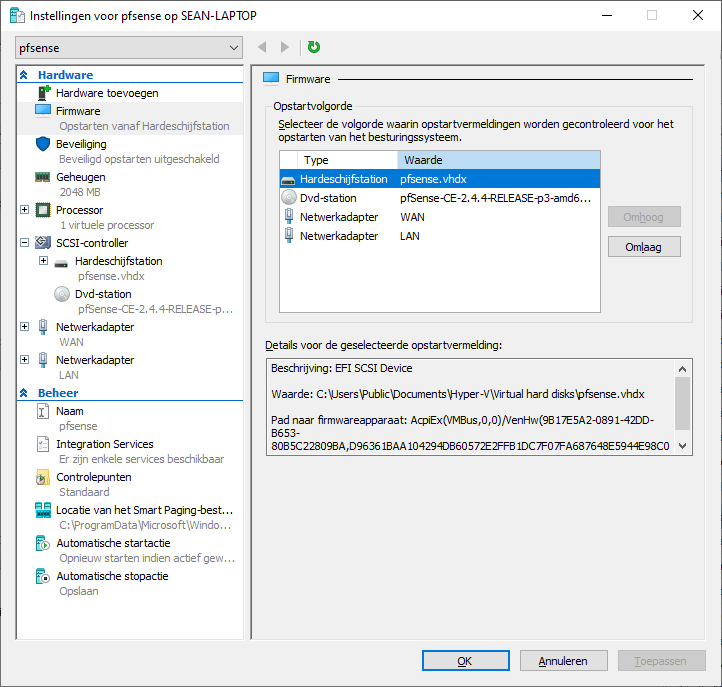 Instellingen voor pfsense op SEAN-LAPTOP
pfsense
Hardware
Hardware toevoegen
Firmware
Opstarten vanaf Hardeschijfstation
Beveiliging
Beveiligd opstarten uitgeschakeld
Geheugen
2048 MB
Processor
1 virtuele processor
SCSI-controller
Hardeschijfstation
pfsense.vhdx
Dvd-station
pfSense-CE-2.4.4-RELEASE-p...
Netwerkadapter
WAN
Netwerkadapter
LAN
Beheer
Naam
pfsense
Integration Services
Er zijn enkele services beschikbaar
Controlepunten
Standaard
Locatie van het Smart Paging-best...
C:\ProgramData\Microsoft\Windo...
Automatische startactie
Opnieuw starten indien actief gew...
Automatische stopactie
Opslaan
Firmware
Opstartvolgorde
Selecteer de volgorde waarin opstartvermeldingen worden gecontroleerd voor het
opstarten van het besturingssysteem.
Type Waarde
Hardeschijfstation pfsense.vhdx
Dvd-station pfSense-CE-2.4.4-RELEASE-p3-amd6...
Netwerkadapter WAN
Netwerkadapter LAN
Omhoog
Omlaag
Details voor de geselecteerde opstartvermelding:
Beschrijving: EFI SCSI Device
Waarde: C:\Users\Public\Documents\Hyper-V\Virtual hard disks\pfsense.vhdx
Pad naar firmwareapparaat: AcpiEx(VMBus,0,0)/VenHw(9B17E5A2-0891-42DD-
B653-
80B5C22809BA,D96361BAA104294DB60572E2FFB1DC7F07FA687648E5944E98C0
OK
Annuleren
Toepassen